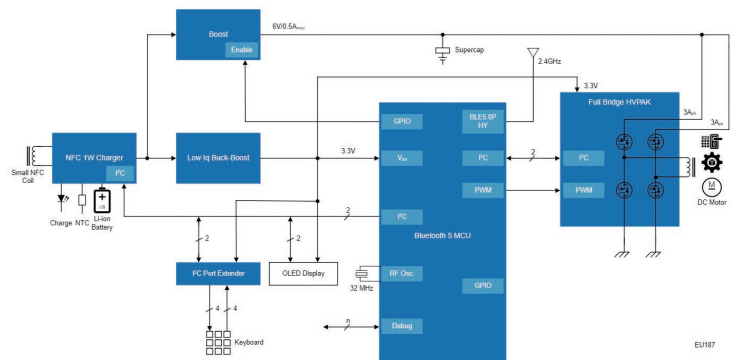 Boost
Enable
6V/0.5Amax
Supercap
2.4GHz
3.3V
Full Bridge HVPAK
3Apk
3Apk
GPIO
BLE5.0P
HY
NFC 1W Charger
I²C
Small NFC
Coil
Low Iq Buck-Boost
3.3V
Vbat
I²C
2
I²C
PWM
PWM
M
DC Motor
Charge
NTC
Li-ion
Battery
I²C
2
Bluetooth 5 MCU
2
2
I²C Port Extender
OLED Display
RF Osc.
32 MHz
GPIO
4
4
Keyboard
n
Debug
EU187